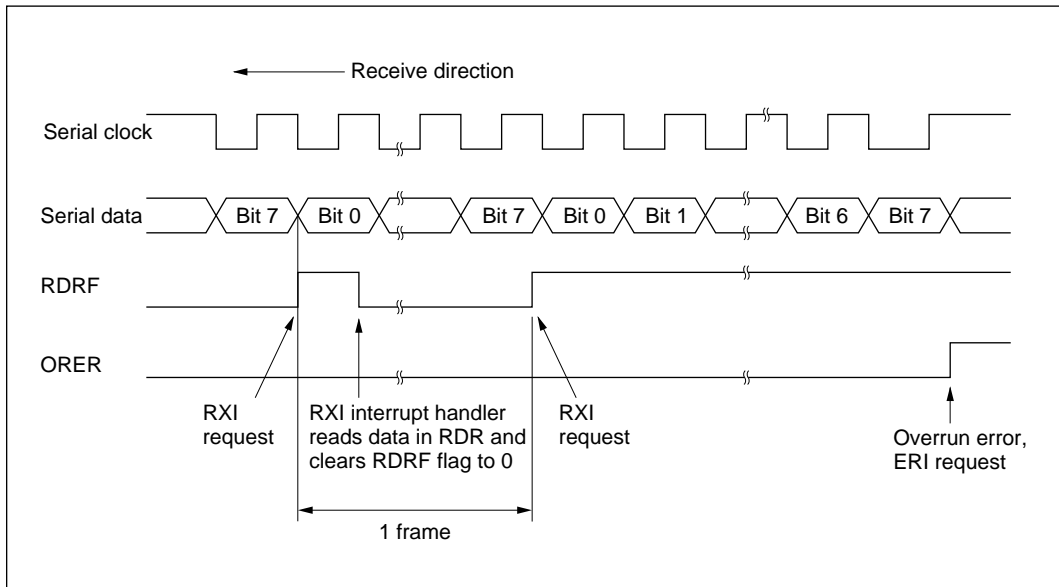 Receive direction
Serial clock
Serial data
Bit 7
Bit 0
Bit 7
Bit 0
Bit 1
Bit 6
Bit 7
RDRF
ORER
RXI
request
RXI interrupt handler
reads data in RDR and
clears RDRF flag to 0
RXI
request
Overrun error,
ERI request
1 frame